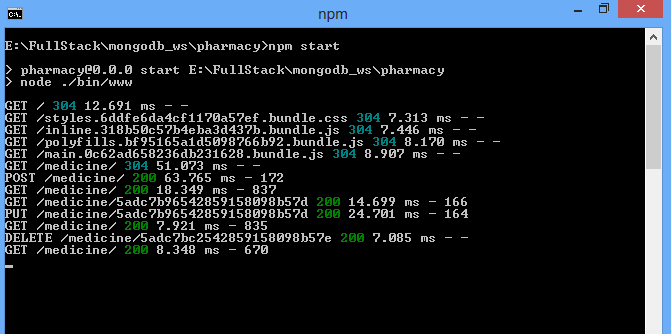 npm
E:\FullStack\mongodb_ws\pharmacy>npm start
> pharmacy@0.0.0 start E:\FullStack\mongodb_ws\pharmacy
> node ./bin/www
GET / 304 12.691 ms - -
GET /styles.6ddfe6da4cf1170a57ef.bundle.css 304 7.313 ms - -
GET /inline.318b50c57b4eba3d437b.bundle.js 304 7.446 ms - -
GET /polyfills.bf95165a1d5098766b92.bundle.js 304 8.170 ms - -
GET /main.0c62ad658236db231628.bundle.js 304 8.907 ms - -
GET /medicine/ 304 51.073 ms - -
POST /medicine/ 200 63.765 ms - 172
GET /medicine/ 200 18.349 ms - 837
GET /medicine/5adc7b96542859158098b57d 200 14.699 ms - 166
PUT /medicine/5adc7b96542859158098b57d 200 24.701 ms - 164
GET /medicine/ 200 7.921 ms - 835
DELETE /medicine/5adc7bc2542859158098b57e 200 7.085 ms - -
GET /medicine/ 200 8.348 ms - 670